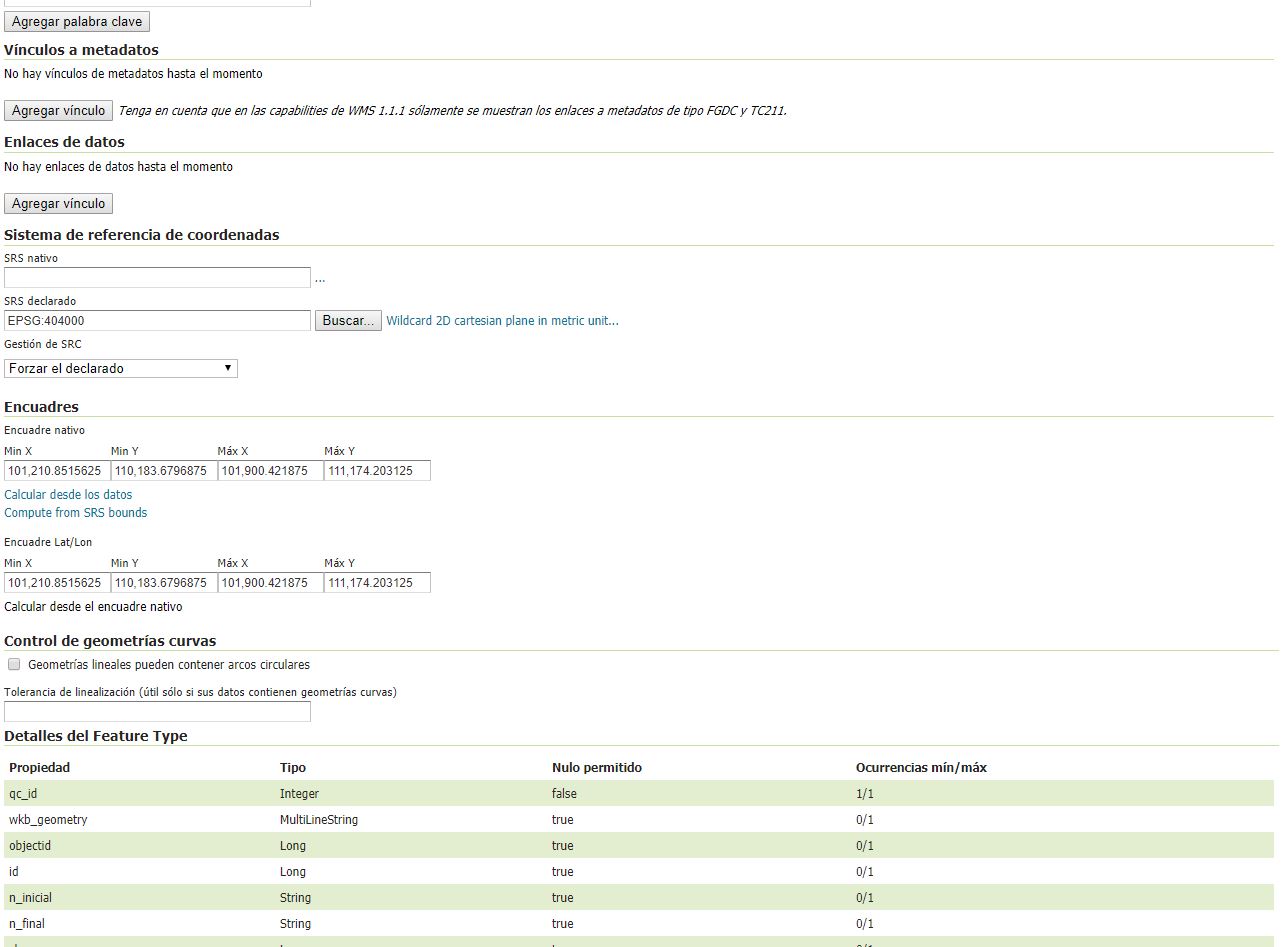 Agregar palabra clave
Vínculos a metadatos
No hay vínculos de metadatos hasta el momento
Agregar vínculo Tenga en cuenta que en las capabilities de WMS 1.1.1 sólamente se muestran los enlaces a metadatos de tipo FGDC y TC211.
Enlaces de datos
No hay enlaces de datos hasta el momento
Agregar vínculo
Sistema de referencia de coordenadas
SRS nativo
...
SRS declarado
EPSG:404000 Buscar... Wildcard 2D cartesian plane in metric unit...
Gestión de SRC
Forzar el declarado
Encuadres
Encuadre nativo
Min X Min Y Máx X Máx Y
101,210.8515625 110,183.6796875 101,900.421875 111,174.203125
Calcular desde los datos
Compute from SRS bounds
Encuadre Lat/Lon
Min X Min Y Máx X Máx Y
101,210.8515625 110,183.6796875 101,900.421875 111,174.203125
Calcular desde el encuadre nativo
Control de geometrías curvas
Geometrías lineales pueden contener arcos circulares
Tolerancia de linealización (útil sólo si sus datos contienen geometrías curvas)
Detalles del Feature Type
Propiedad Tipo Nulo permitido Ocurrencias mín/máx
qc_id Integer false 1/1
wkb_geometry MultiLineString true 0/1
objectid Long true 0/1
id Long true 0/1
n_inicial String true 0/1
n_final String true 0/1